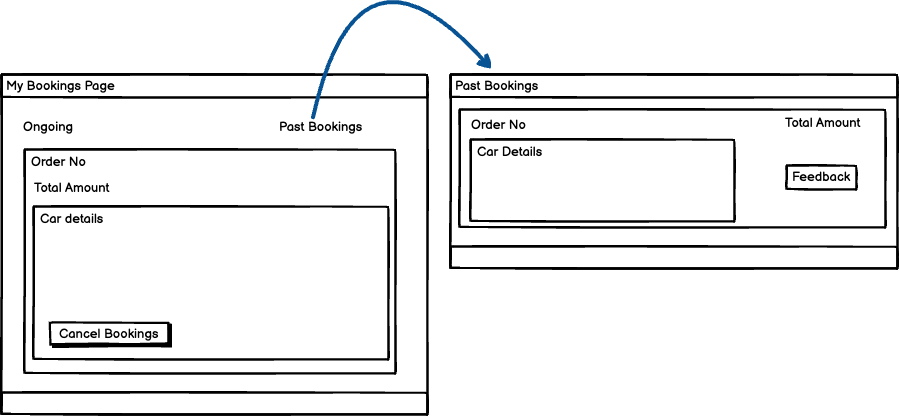 My Bookings Page
Ongoing
Past Bookings
Order No
Total Amount
Car details
Cancel Bookings
Past Bookings
Order No
Total Amount
Car Details
Feedback